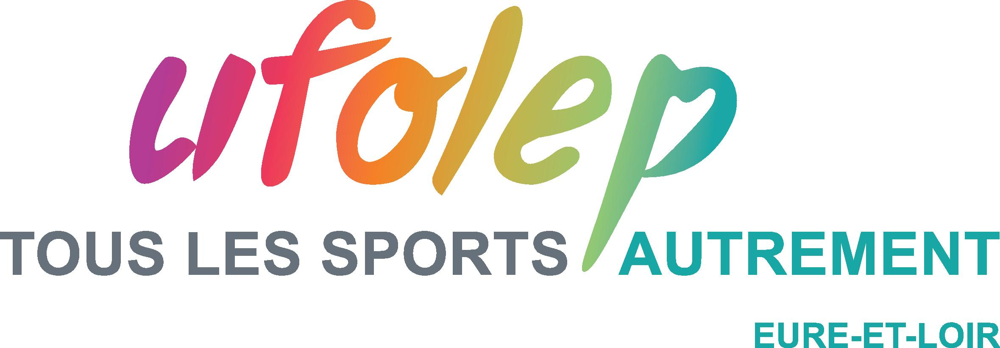 ufolep
TOUS LES SPORTS AUTREMENT
EURE-ET-LOIR